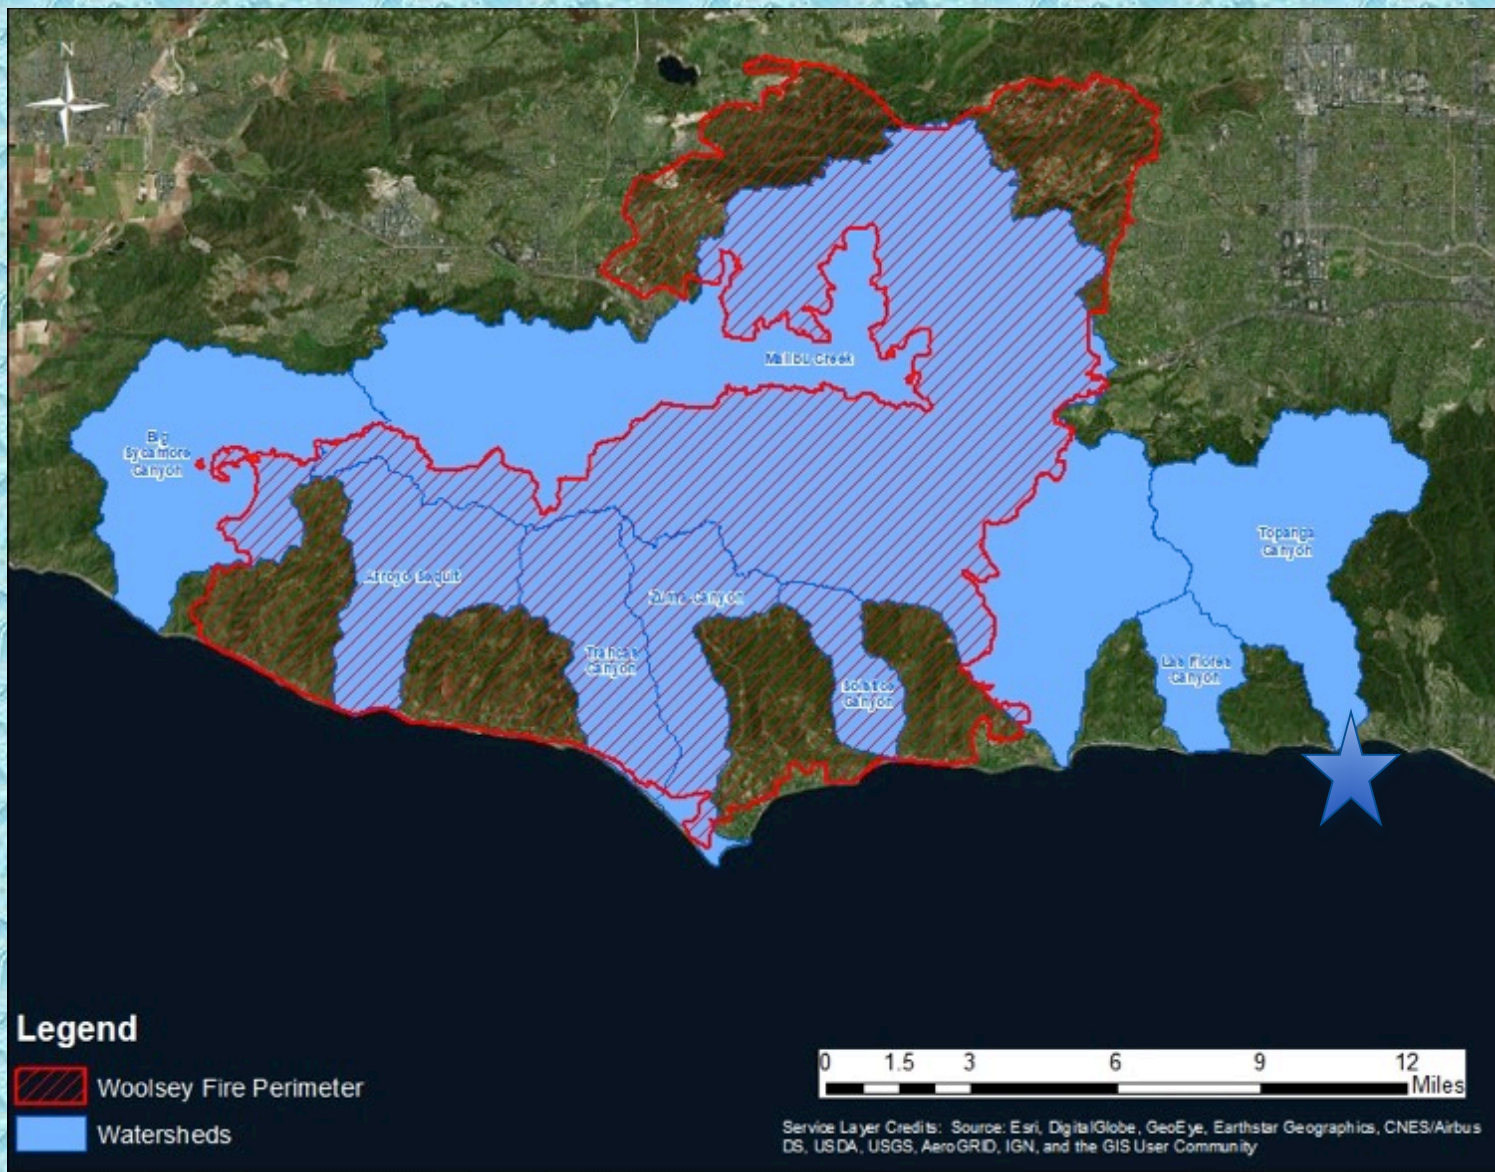 N
Malibu Creek
Big
Sycamore
Canyon
Topanga
Canyon
Arroyo Sequit
Zuma Canyon
Trancas
Canyon
Las Flores
Canyon
Solstice
Canyon
Legend
Woolsey Fire Perimeter
Watersheds
0 1.5 3 6 9 12
Miles
Service Layer Credits: Source: Esri, DigitalGlobe, GeoEye, Earthstar Geographics, CNES/Airbus
DS, USDA, USGS, AeroGRID, IGN, and the GIS User Community